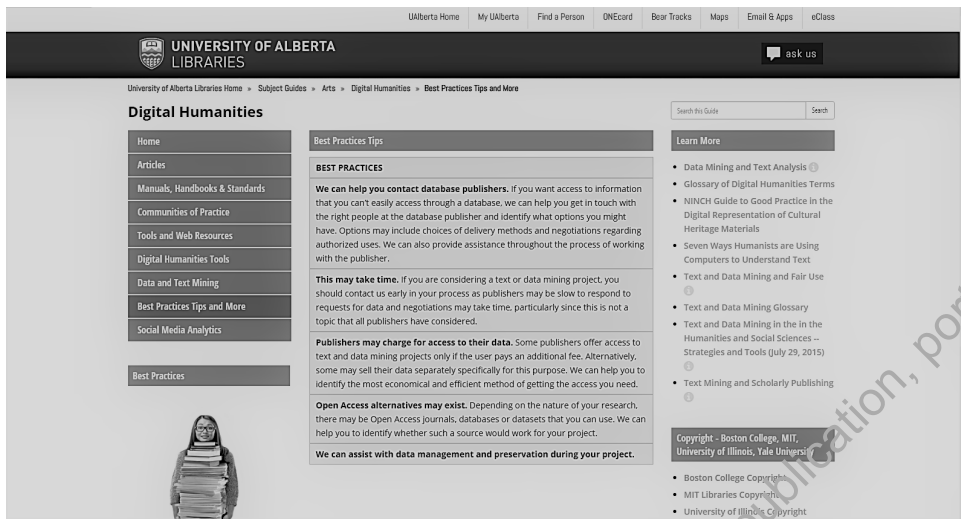 UAlberta Home My UAlberta Find a Person ONEcard Bear Tracks Maps Email & Apps eClass
UNIVERSITY OF ALBERTA
LIBRARIES
ask us
University of Alberta Libraries Home » Subject Guides » Arts » Digital Humanities » Best Practices Tips and More
Digital Humanities
Search this Guide Search
Home
Articles
Manuals, Handbooks & Standards
Communities of Practice
Tools and Web Resources
Digital Humanities Tools
Data and Text Mining
Best Practices Tips and More
Social Media Analytics
Best Practices
Best Practices Tips
BEST PRACTICES
We can help you contact database publishers. If you want access to information
that you can't easily access through a database, we can help you get in touch with
the right people at the database publisher and identify what options you might
have. Options may include choices of delivery methods and negotiations regarding
authorized uses. We can also provide assistance throughout the process of working
with the publisher.
This may take time. If you are considering a text or data mining project, you
should contact us early in your process as publishers may be slow to respond to
requests for data and negotiations may take time, particularly since this is not a
topic that all publishers have considered.
Publishers may charge for access to their data. Some publishers offer access to
text and data mining projects only if the user pays an additional fee. Alternatively,
some may sell their data separately specifically for this purpose. We can help you to
identify the most economical and efficient method of getting the access you need.
Open Access alternatives may exist. Depending on the nature of your research,
there may be Open Access journals, databases or datasets that you can use. We can
help you to identify whether such a source would work for your project.
We can assist with data management and preservation during your project.
Learn More
Data Mining and Text Analysis
Glossary of Digital Humanities Terms
NINCH Guide to Good Practice in the
Digital Representation of Cultural
Heritage Materials
Seven Ways Humanists are Using
Computers to Understand Text
Text and Data Mining and Fair Use
Text and Data Mining Glossary
Text and Data Mining in the in the
Humanities and Social Sciences --
Strategies and Tools (July 29, 2015)
Text Mining and Scholarly Publishing
Copyright - Boston College, MIT,
University of Illinois, Yale University
Boston College Copyright
MIT Libraries Copyright
University of Illinois Copyright
publication,